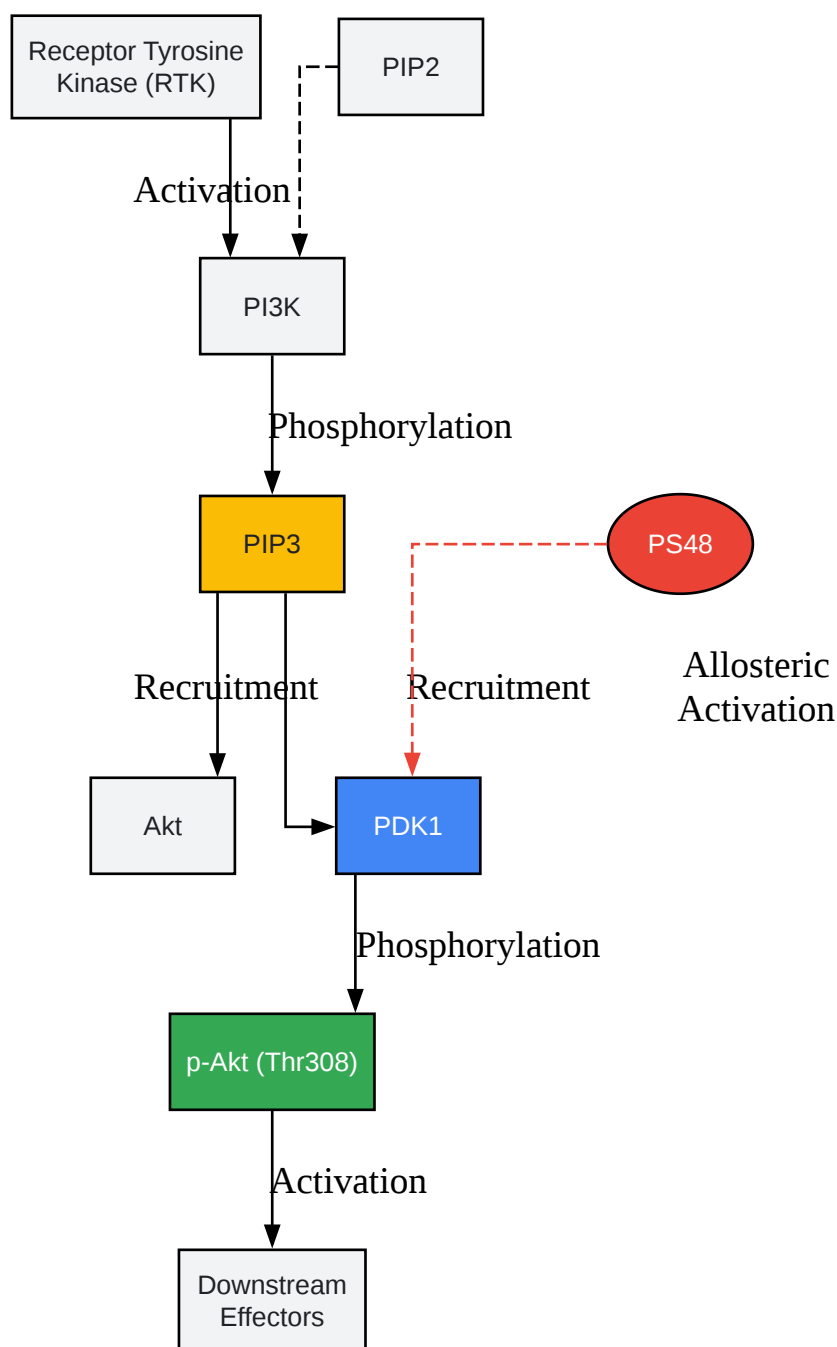 Receptor Tyrosine
Kinase (RTK)
PIP2
Activation
PI3K
Phosphorylation
PIP3
PS48
Recruitment
Recruitment
Allosteric
Activation
Akt
PDK1
Phosphorylation
p-Akt (Thr308)
Activation
Downstream
Effectors